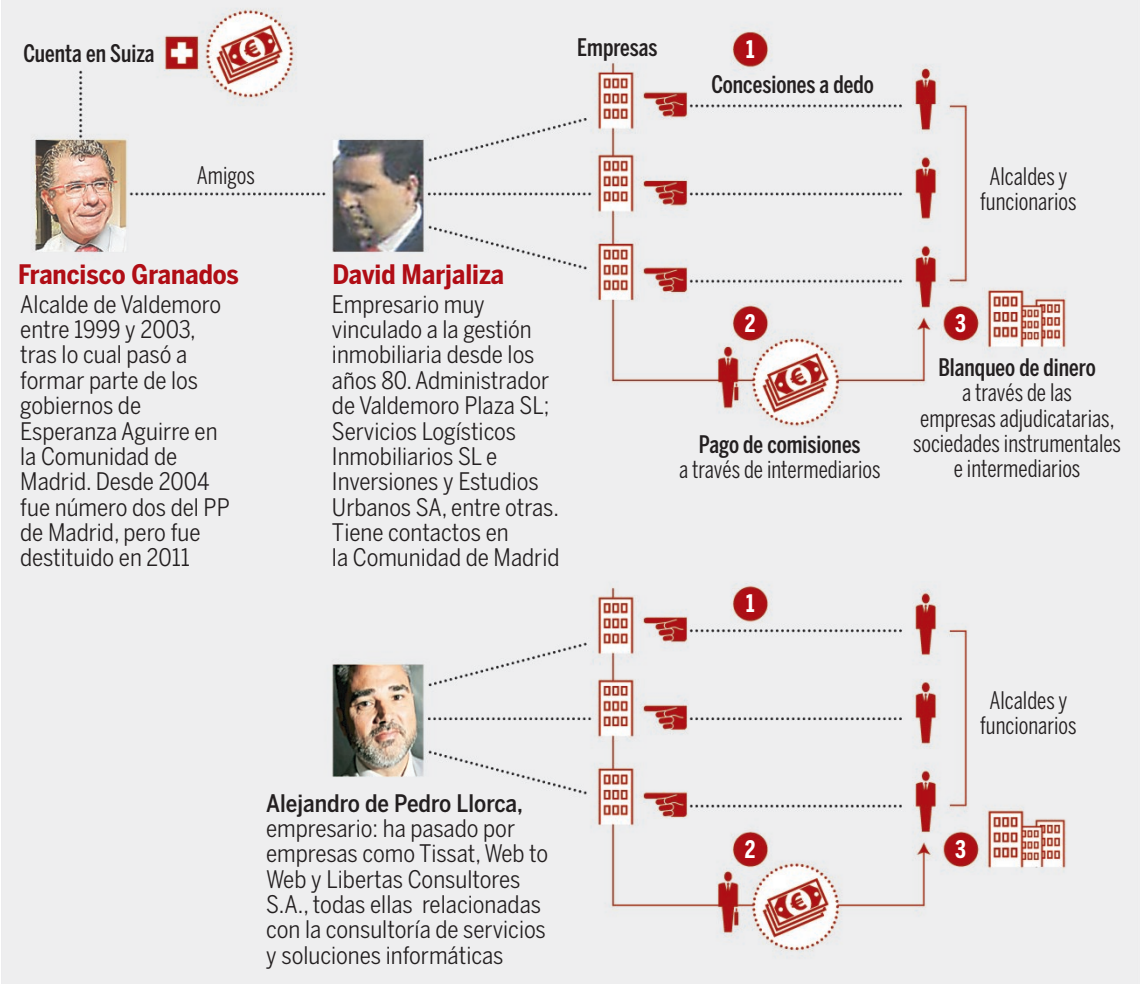 Cuenta en Suiza
€
Amigos
Francisco Granados
Alcalde de Valdemoro
entre 1999 y 2003,
tras lo cual pasó a
formar parte de los
gobiernos de
Esperanza Aguirre en
la Comunidad de
Madrid. Desde 2004
fue número dos del PP
de Madrid, pero fue
destituido en 2011
David Marjaliza
Empresario muy
vinculado a la gestión
inmobiliaria desde los
años 80. Administrador
de Valdemoro Plaza SL;
Servicios Logísticos
Inmobiliarios SL e
Inversiones y Estudios
Urbanos SA, entre otras.
Tiene contactos en
la Comunidad de Madrid
Empresas
1
Concesiones a dedo
Alcaldes y
funcionarios
2
€
Pago de comisiones
a través de intermediarios
3
Blanqueo de dinero
a través de las
empresas adjudicatarias,
sociedades instrumentales
e intermediarios
Alejandro de Pedro Llorca,
empresario: ha pasado por
empresas como Tissat, Web to
Web y Libertas Consultores
S.A., todas ellas relacionadas
con la consultoría de servicios
y soluciones informáticas
1
Alcaldes y
funcionarios
2
€
3